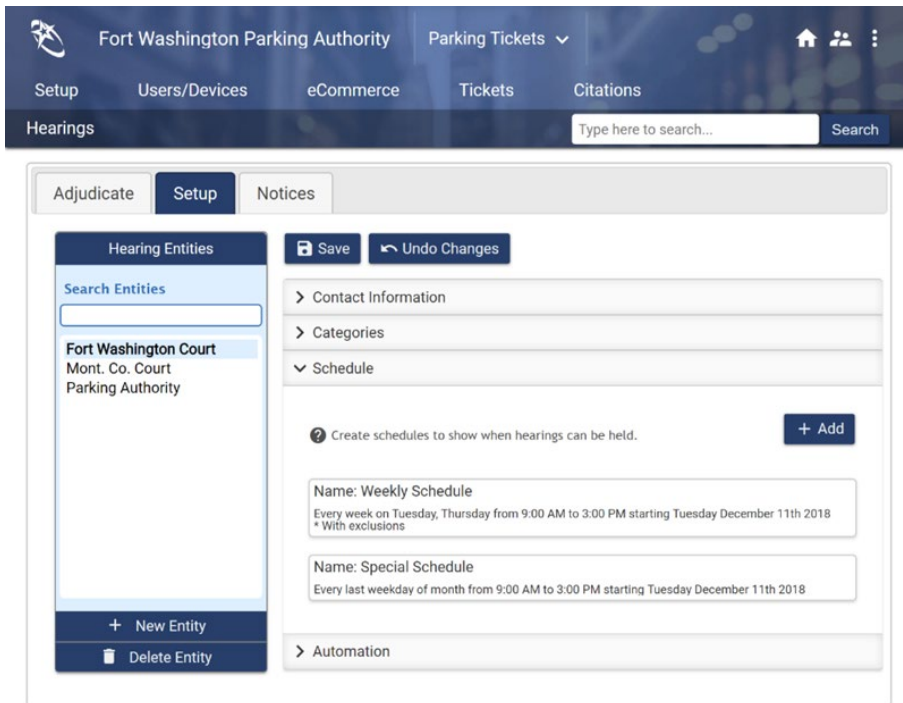 Fort Washington Parking Authority
Parking Tickets
Setup
Users/Devices
eCommerce
Tickets
Citations
Hearings
Type here to search...
Search
Adjudicate
Setup
Notices
Hearing Entities
Search Entities
Fort Washington Court
Mont. Co. Court
Parking Authority
+ New Entity
Delete Entity
Save
Undo Changes
Contact Information
Categories
Schedule
? Create schedules to show when hearings can be held.
+ Add
Name: Weekly Schedule
Every week on Tuesday, Thursday from 9:00 AM to 3:00 PM starting Tuesday December 11th 2018
* With exclusions
Name: Special Schedule
Every last weekday of month from 9:00 AM to 3:00 PM starting Tuesday December 11th 2018
Automation